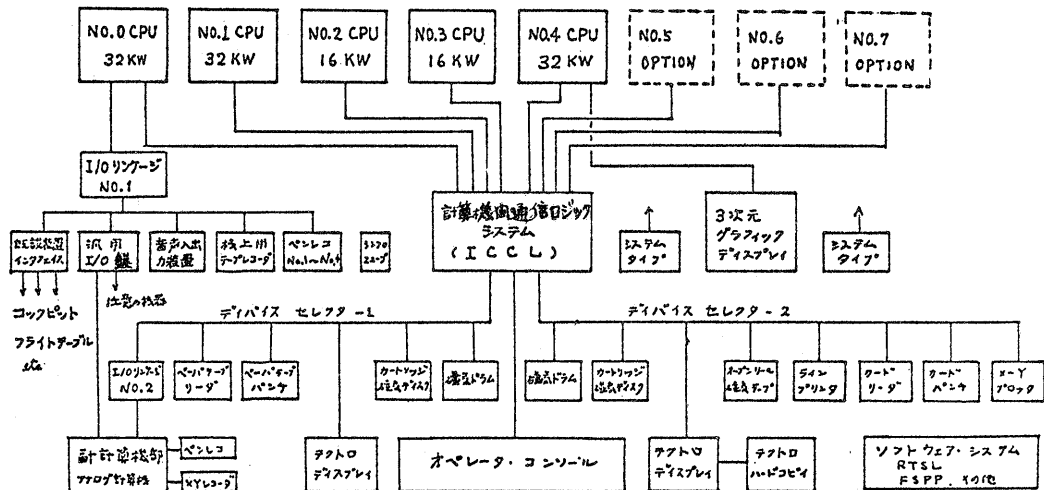 NO.0 CPU
32KW
NO.1 CPU
32 KW
NO.2 CPU
16 KW
NO.3 CPU
16 KW
NO.4 CPU
32 KW
NO.5
OPTION
NO.6
OPTION
NO.7
OPTION
I/Oリンケージ
NO.1
計算機間通信ロジック
システム
(ICCL)
システム
タイプ
3次元
グラフィック
ディスプレイ
システム
タイプ
インタフェイス
汎用
I/O
音声入出
力装置
机上用
テープレコーダ
ペンレコ
No.1~No.4
コックピット
フライトテーブル
etc
ディバイス セレクター-1
ディバイス セレクター-2
I/Oリンケージ
NO.2
ペーパテープ
リーダ
ペーパテープ
パンチ
カートリッジ
磁気ディスク
磁気ドラム
磁気ドラム
カートリッジ
磁気ディスク
オープンリール
磁気テープ
ライン
プリンタ
カード
リーダ
カード
パンチ
X-Y
プロッタ
計算機部
アナログ計算機
ペンレコ
XYレコーダ
テクトロ
ディスプレイ
オペレータ・コンソール
テクトロ
ディスプレイ
テクトロ
ハードコピイ
ソフトウェア・システム
RTSL
FSPP. その他